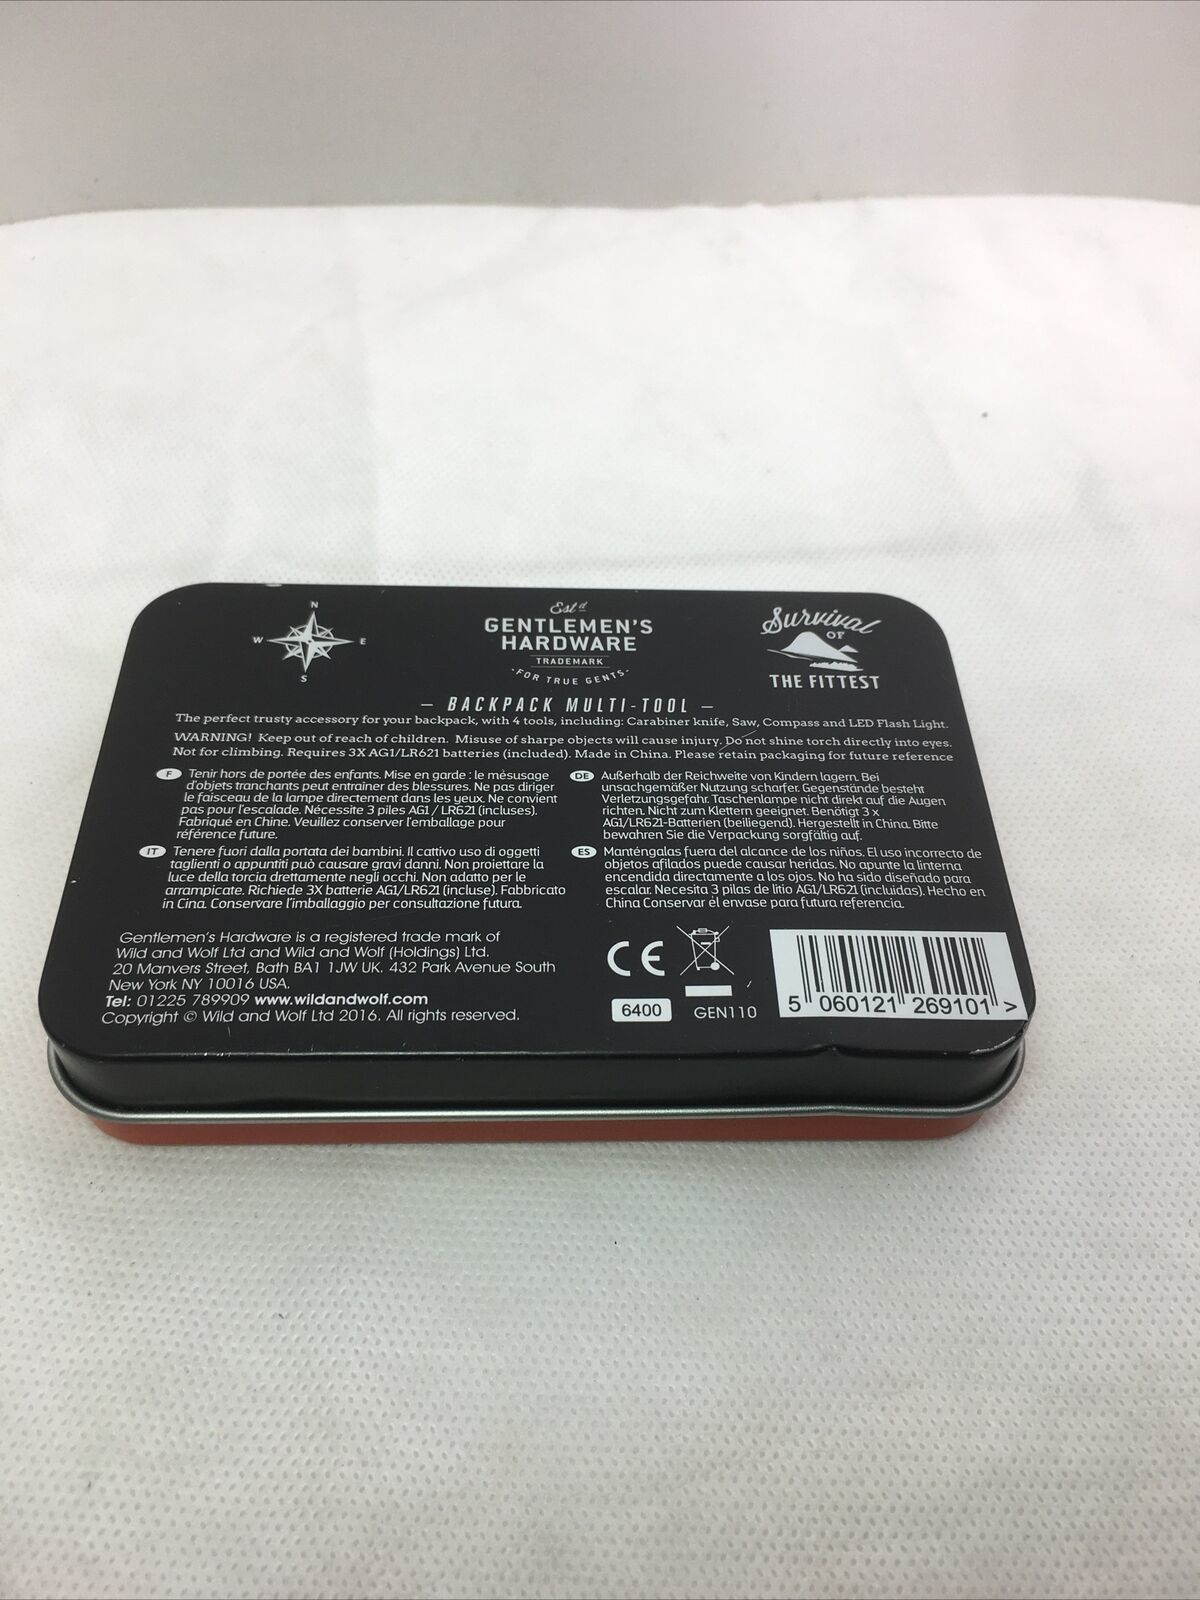 N
W E
S
Estd
GENTLEMEN'S
HARDWARE
TRADEMARK
·FOR TRUE GENTS·
Survival
OF
THE FITTEST
— BACKPACK MULTI-TOOL —
The perfect trusty accessory for your backpack, with 4 tools, including: Carabiner knife, Saw, Compass and LED Flash Light.
WARNING! Keep out of reach of children. Misuse of sharpe objects will cause injury. Do not shine torch directly into eyes.
Not for climbing. Requires 3X AG1/LR621 batteries (included). Made in China. Please retain packaging for future reference
F Tenir hors de portée des enfants. Mise en garde : le mésusage
d'objets tranchants peut entraîner des blessures. Ne pas diriger
le faisceau de la lampe directement dans les yeux. Ne convient
pas pour l'escalade. Nécessite 3 piles AG1 / LR621 (incluses).
Fabriqué en Chine. Veuillez conserver l'emballage pour
référence future.
IT Tenere fuori dalla portata dei bambini. Il cattivo uso di oggetti
taglienti o appuntiti può causare gravi danni. Non proiettare la
luce della torcia drettamente negli occhi. Non adatto per le
arrampicate. Richiede 3X batterie AG1/LR621 (incluse). Fabbricato
in Cina. Conservare l'imballaggio per consultazione futura.
DE Außerhalb der Reichweite von Kindern lagern. Bei
unsachgemäßer Nutzung scharfer. Gegenstände besteht
Verletzungsgefahr. Taschenlampe nicht direkt auf die Augen
richten. Nicht zum Klettern geeignet. Benötigt 3 x
AG1/LR621-Batterien (beiliegend). Hergestellt in China. Bitte
bewahren Sie die Verpackung sorgfältig auf.
ES Manténgalas fuera del alcance de los niños. El uso incorrecto de
objetos afilados puede causar heridas. No apunte la linterna
encendida directamente a los ojos. No ha sido diseñado para
escalar. Necesita 3 pilas de litio AG1/LR621 (incluidas). Hecho en
China Conservar el envase para futura referencia.
Gentlemen's Hardware is a registered trade mark of
Wild and Wolf Ltd and Wild and Wolf (Holdings) Ltd.
20 Manvers Street, Bath BA1 1JW UK. 432 Park Avenue South
New York NY 10016 USA.
Tel: 01225 789909 www.wildandwolf.com
Copyright © Wild and Wolf Ltd 2016. All rights reserved.
CE
6400 GEN110
5 060121 269101 >